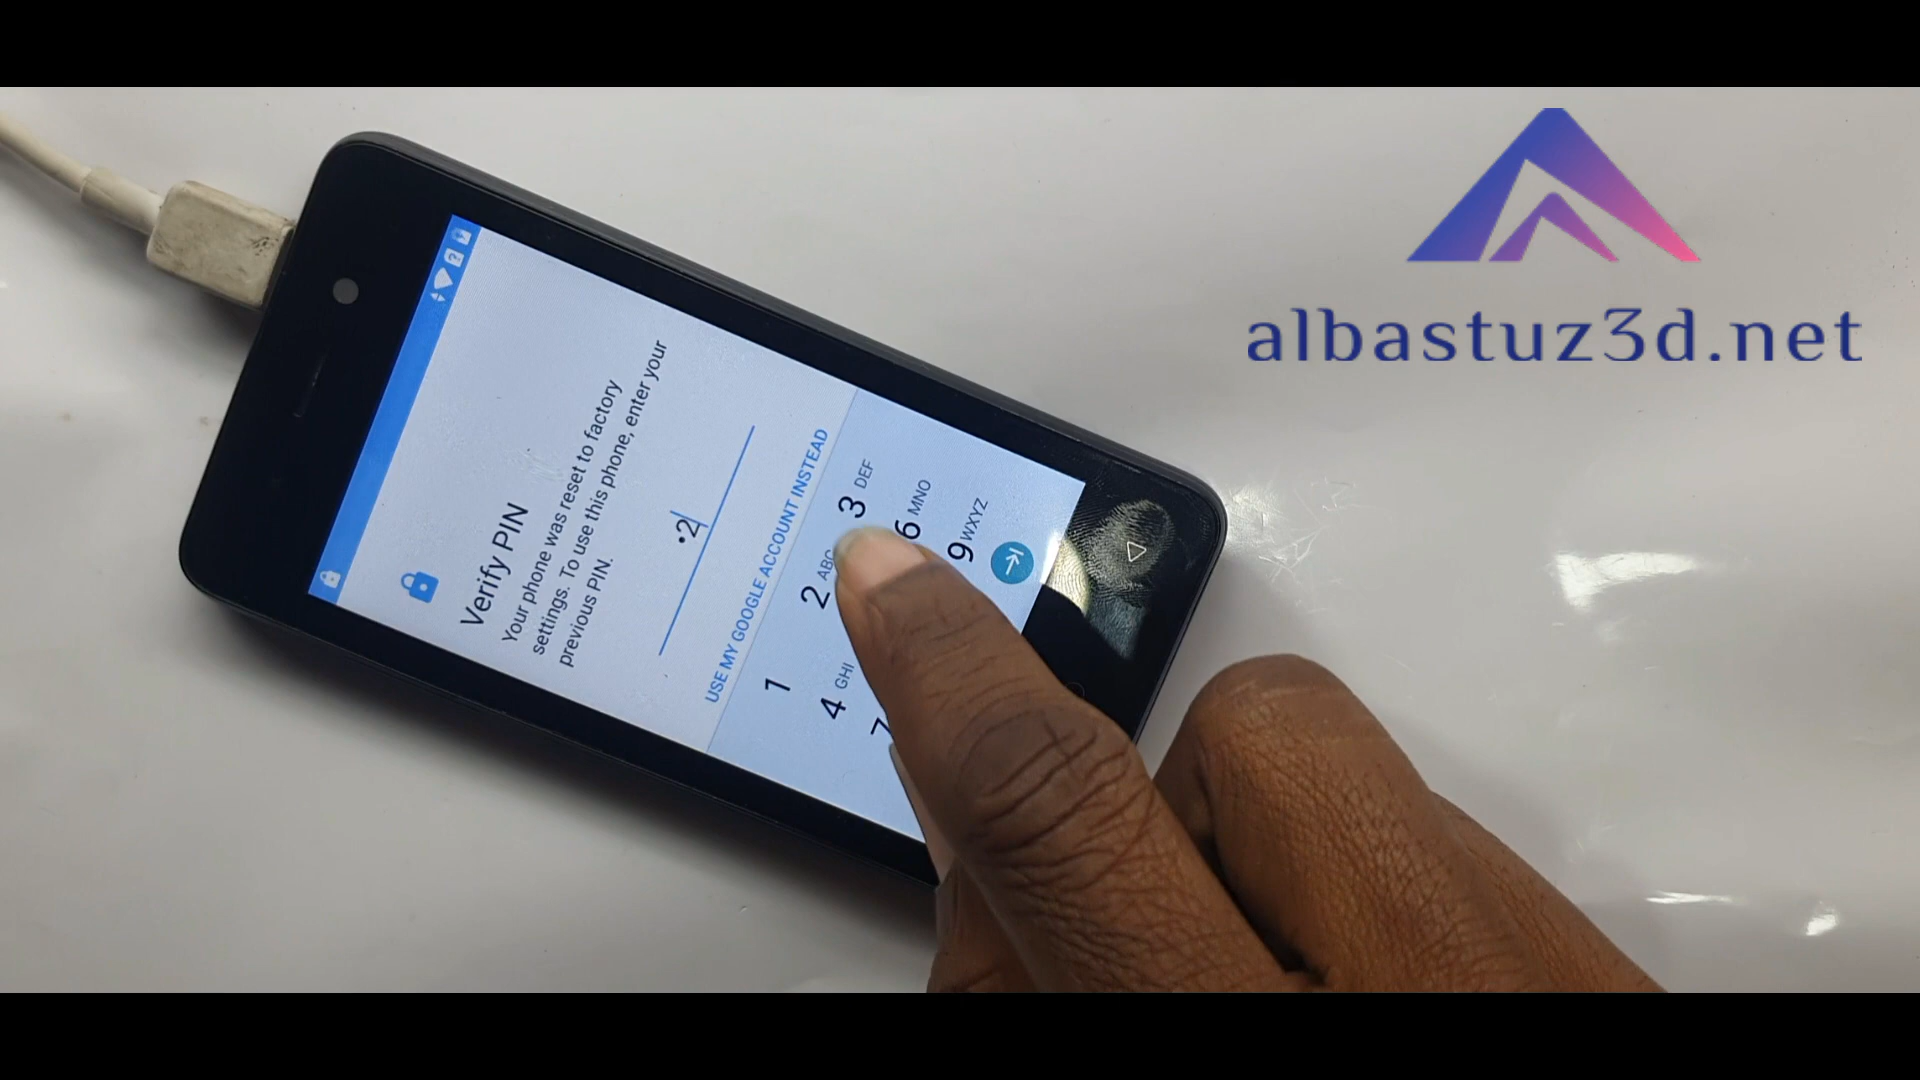 albastuz3d.net
Verify PIN
Your phone was reset to factory
settings. To use this phone, enter your
previous PIN.
•2
USE MY GOOGLE ACCOUNT INSTEAD
1
2 ABC
3 DEF
4 GHI
6 MNO
7
9 WXYZ